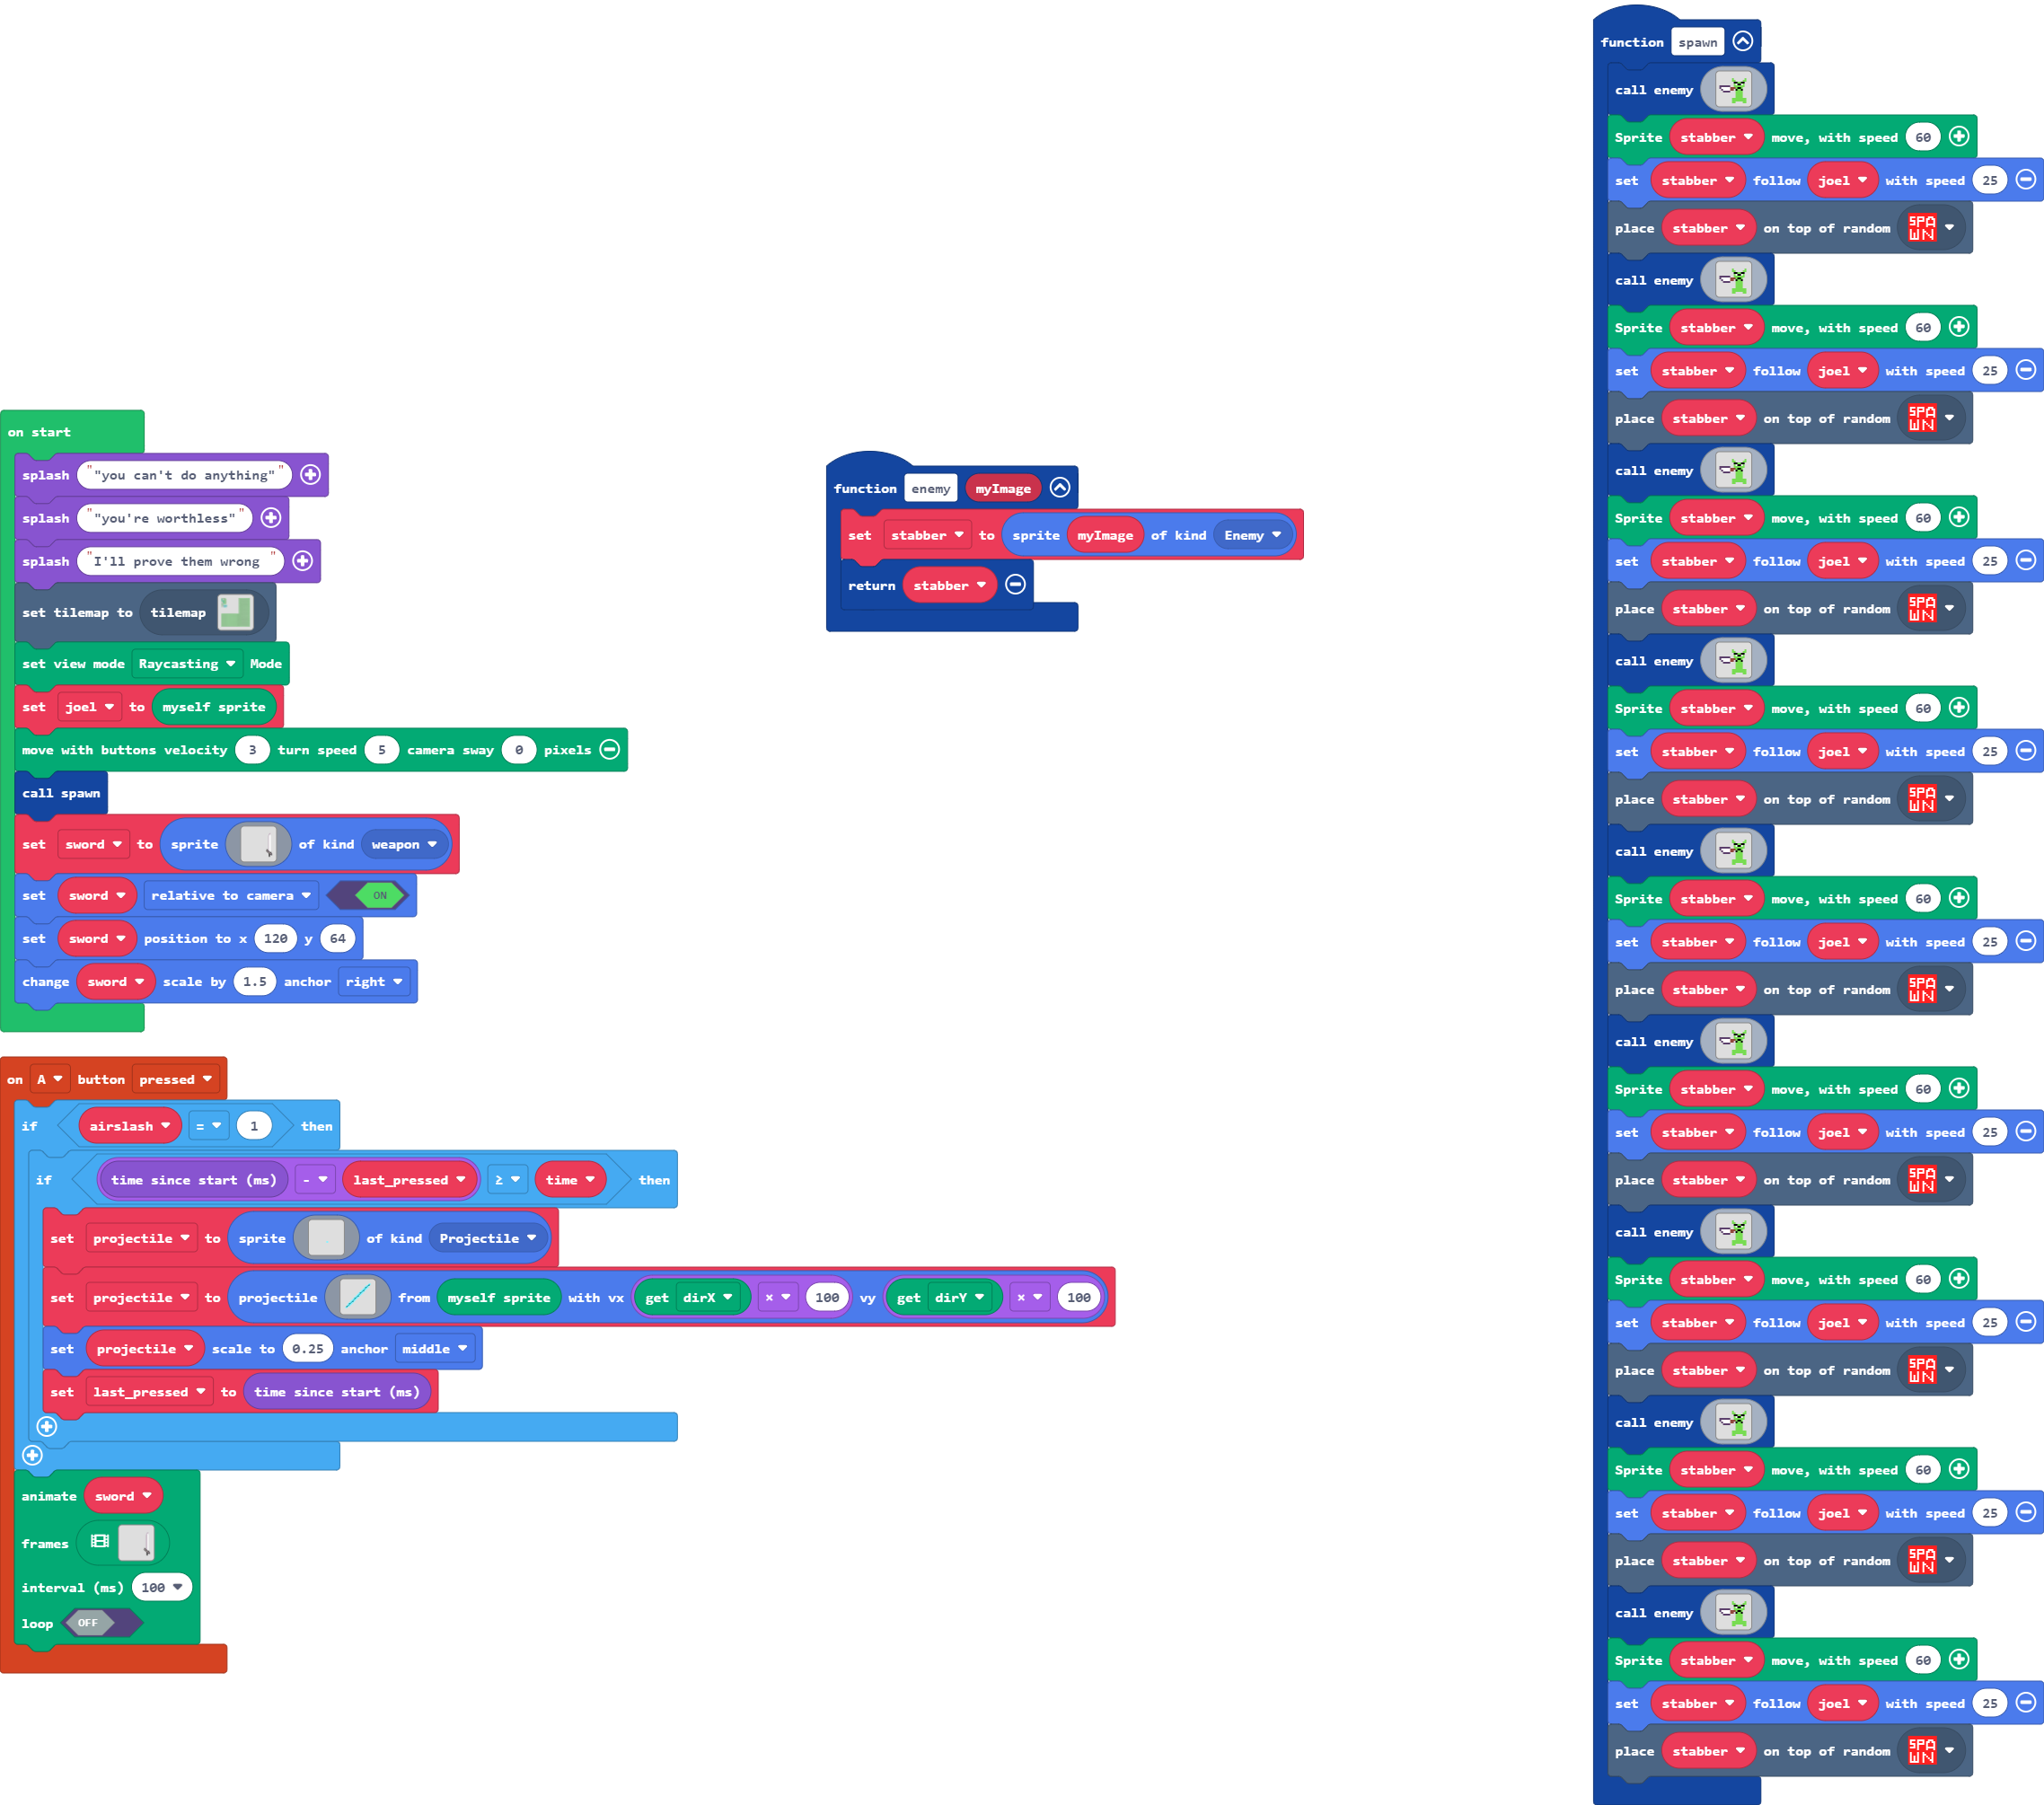 on start
splash ""you can't do anything""
splash ""you're worthless""
splash "I'll prove them wrong "
set tilemap to tilemap
set view mode Raycasting Mode
set joel to myself sprite
move with buttons velocity 3 turn speed 5 camera sway 0 pixels
call spawn
set sword to sprite of kind weapon
set sword relative to camera ON
set sword position to x 120 y 64
change sword scale by 1.5 anchor right
on A button pressed
if airslash = 1 then
if time since start (ms) - last_pressed ≥ time then
set projectile to sprite of kind Projectile
set projectile to projectile from myself sprite with vx get dirX × 100 vy get dirY × 100
set projectile scale to 0.25 anchor middle
set last_pressed to time since start (ms)
animate sword
frames
interval (ms) 100
loop OFF
function enemy myImage
set stabber to sprite myImage of kind Enemy
return stabber
function spawn
call enemy
Sprite stabber move, with speed 60
set stabber follow joel with speed 25
place stabber on top of random SPAWN
call enemy
Sprite stabber move, with speed 60
set stabber follow joel with speed 25
place stabber on top of random SPAWN
call enemy
Sprite stabber move, with speed 60
set stabber follow joel with speed 25
place stabber on top of random SPAWN
call enemy
Sprite stabber move, with speed 60
set stabber follow joel with speed 25
place stabber on top of random SPAWN
call enemy
Sprite stabber move, with speed 60
set stabber follow joel with speed 25
place stabber on top of random SPAWN
call enemy
Sprite stabber move, with speed 60
set stabber follow joel with speed 25
place stabber on top of random SPAWN
call enemy
Sprite stabber move, with speed 60
set stabber follow joel with speed 25
place stabber on top of random SPAWN
call enemy
Sprite stabber move, with speed 60
set stabber follow joel with speed 25
place stabber on top of random SPAWN
call enemy
Sprite stabber move, with speed 60
set stabber follow joel with speed 25
place stabber on top of random SPAWN